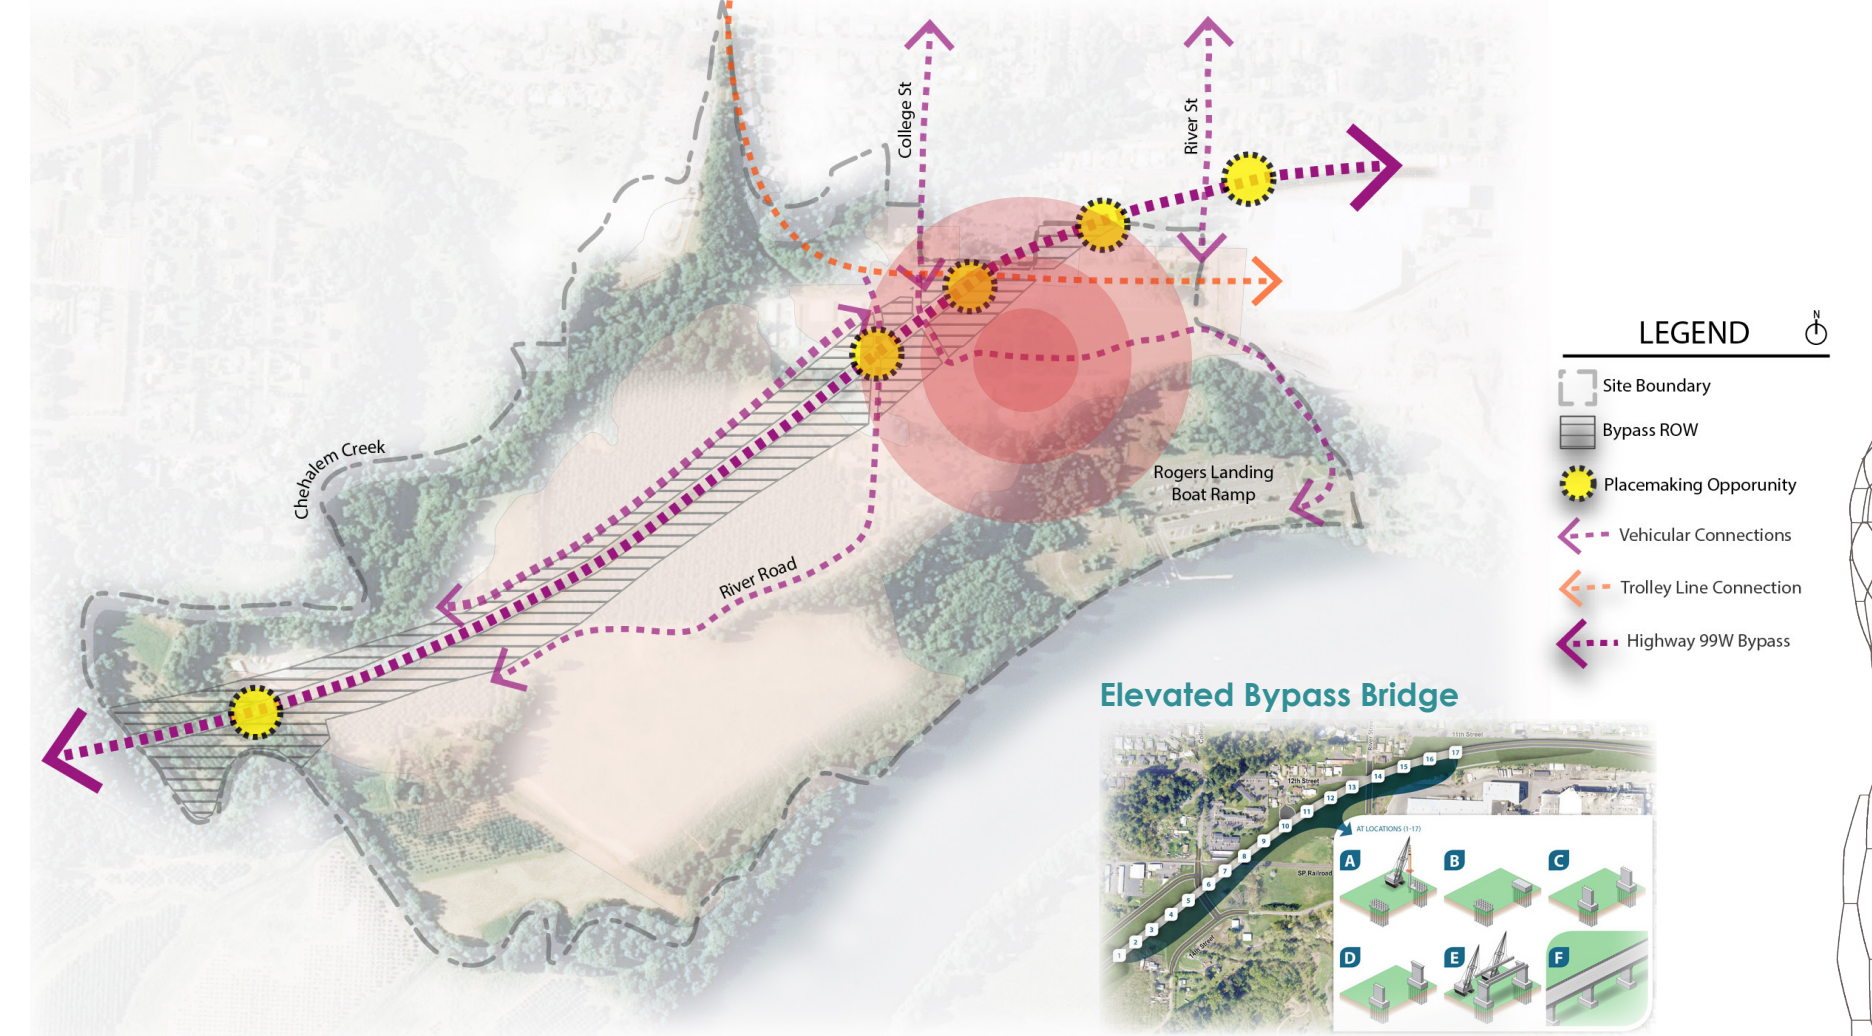 College St
River St
Chehalem Creek
Rogers Landing
Boat Ramp
River Road
LEGEND
N
Site Boundary
Bypass ROW
Placemaking Opporunity
Vehicular Connections
Trolley Line Connection
Highway 99W Bypass
Elevated Bypass Bridge
11th Street
12th Street
14th Street
SP Railroad
17
16
15
14
13
12
11
10
9
8
7
6
5
4
3
2
1
AT LOCATIONS (1-17)
A
B
C
D
E
F